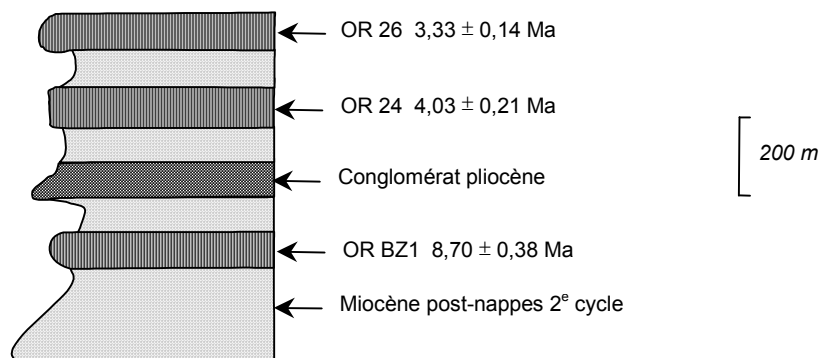 OR 26 3,33 ± 0,14 Ma
OR 24 4,03 ± 0,21 Ma
200 m
Conglomérat pliocène
OR BZ1 8,70 ± 0,38 Ma
Miocène post-nappes 2e cycle